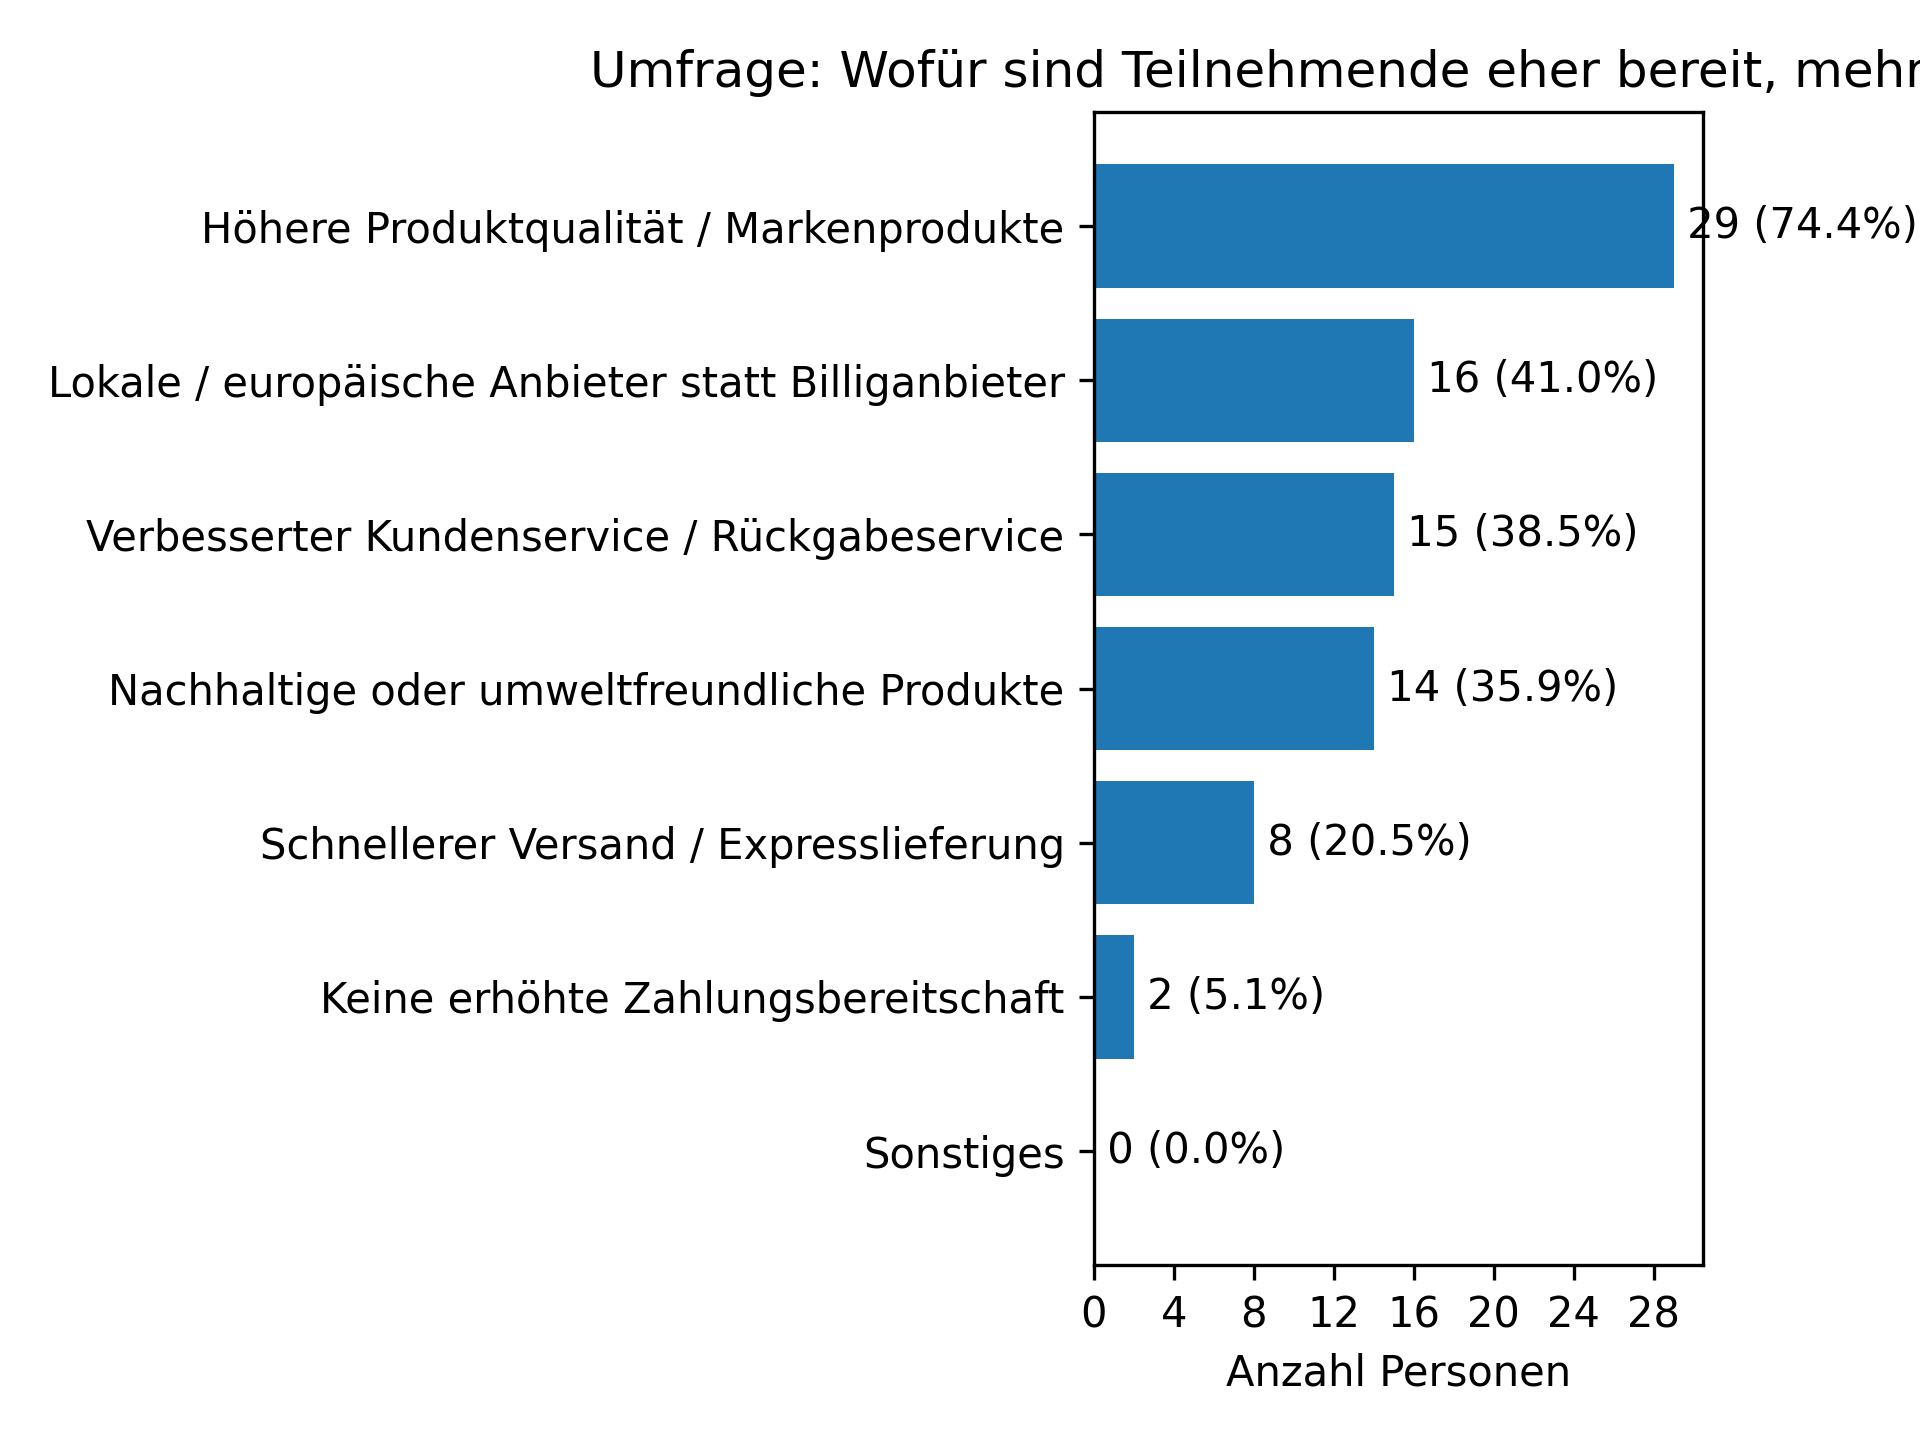 Umfrage: Wofür sind Teilnehmende eher bereit, mehr
Höhere Produktqualität / Markenprodukte
29 (74.4%)
Lokale / europäische Anbieter statt Billiganbieter
16 (41.0%)
Verbesserter Kundenservice / Rückgabeservice
15 (38.5%)
Nachhaltige oder umweltfreundliche Produkte
14 (35.9%)
Schnellerer Versand / Expresslieferung
8 (20.5%)
Keine erhöhte Zahlungsbereitschaft
2 (5.1%)
Sonstiges
0 (0.0%)
0 4 8 12 16 20 24 28
Anzahl Personen